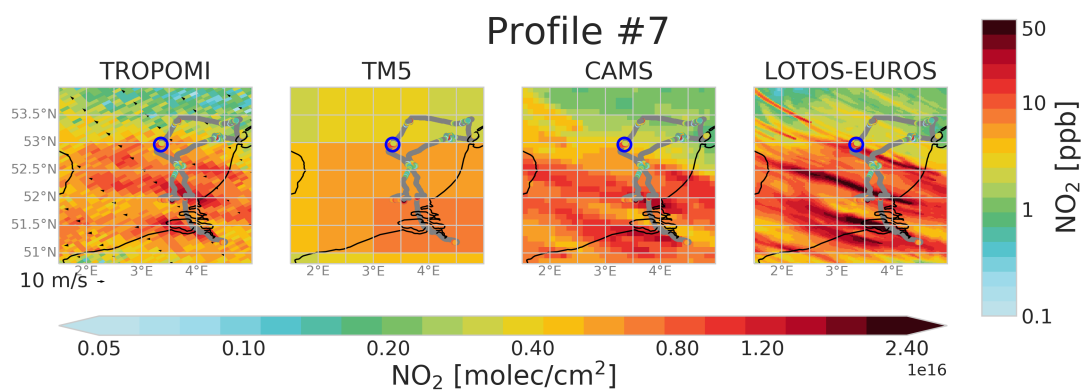 Profile #7
TROPOMI TM5 CAMS LOTOS-EUROS
53.5°N
53°N
52.5°N
52°N
51.5°N
51°N
2°E 3°E 4°E 2°E 3°E 4°E 2°E 3°E 4°E 2°E 3°E 4°E
10 m/s
0.05 0.10 0.20 0.40 0.80 1.20 2.40
1e16
NO₂ [molec/cm²]
50
10
1
0.1
NO₂ [ppb]